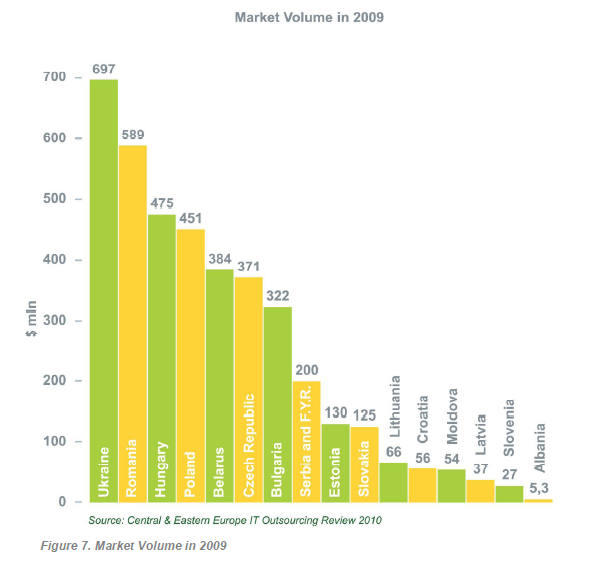 Market Volume in 2009
$ mln
700
600
500
400
300
200
100
0
697
589
475
451
384
371
322
200
130
125
66
56
54
37
27
5,3
Ukraine
Romania
Hungary
Poland
Belarus
Czech Republic
Bulgaria
Serbia and F.Y.R.
Estonia
Slovakia
Lithuania
Croatia
Moldova
Latvia
Slovenia
Albania
Source: Central & Eastern Europe IT Outsourcing Review 2010
Figure 7. Market Volume in 2009